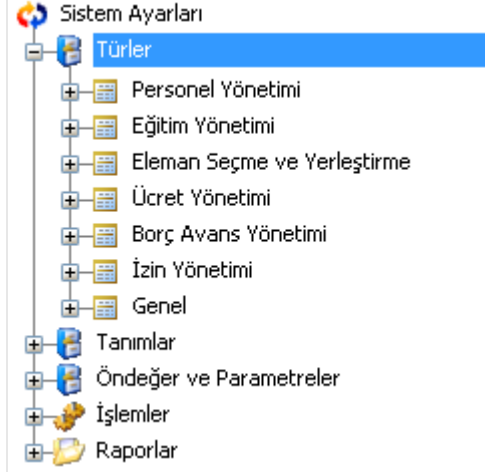 Sistem Ayarları
Türler
Personel Yönetimi
Eğitim Yönetimi
Eleman Seçme ve Yerleştirme
Ücret Yönetimi
Borç Avans Yönetimi
İzin Yönetimi
Genel
Tanımlar
Öndeğer ve Parametreler
İşlemler
Raporlar